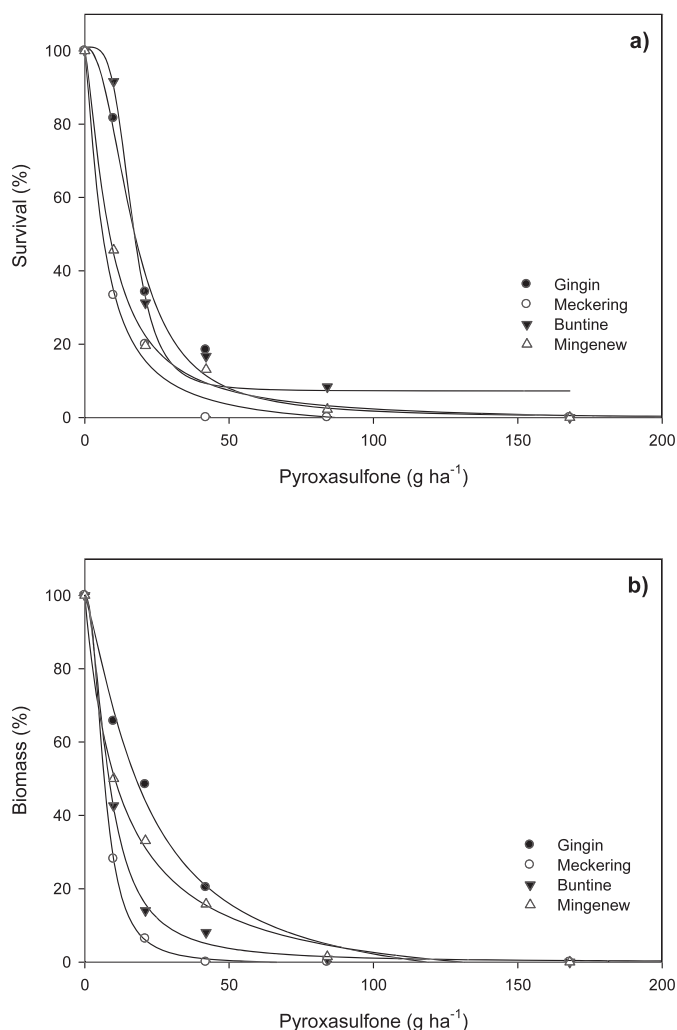 a)
100
80
60
40
20
0
Survival (%)
Gingin
Meckering
Buntine
Mingenew
0 50 100 150 200
Pyroxasulfone (g ha⁻¹)
b)
100
80
60
40
20
0
Biomass (%)
Gingin
Meckering
Buntine
Mingenew
0 50 100 150 200
Pyroxasulfone (g ha⁻¹)